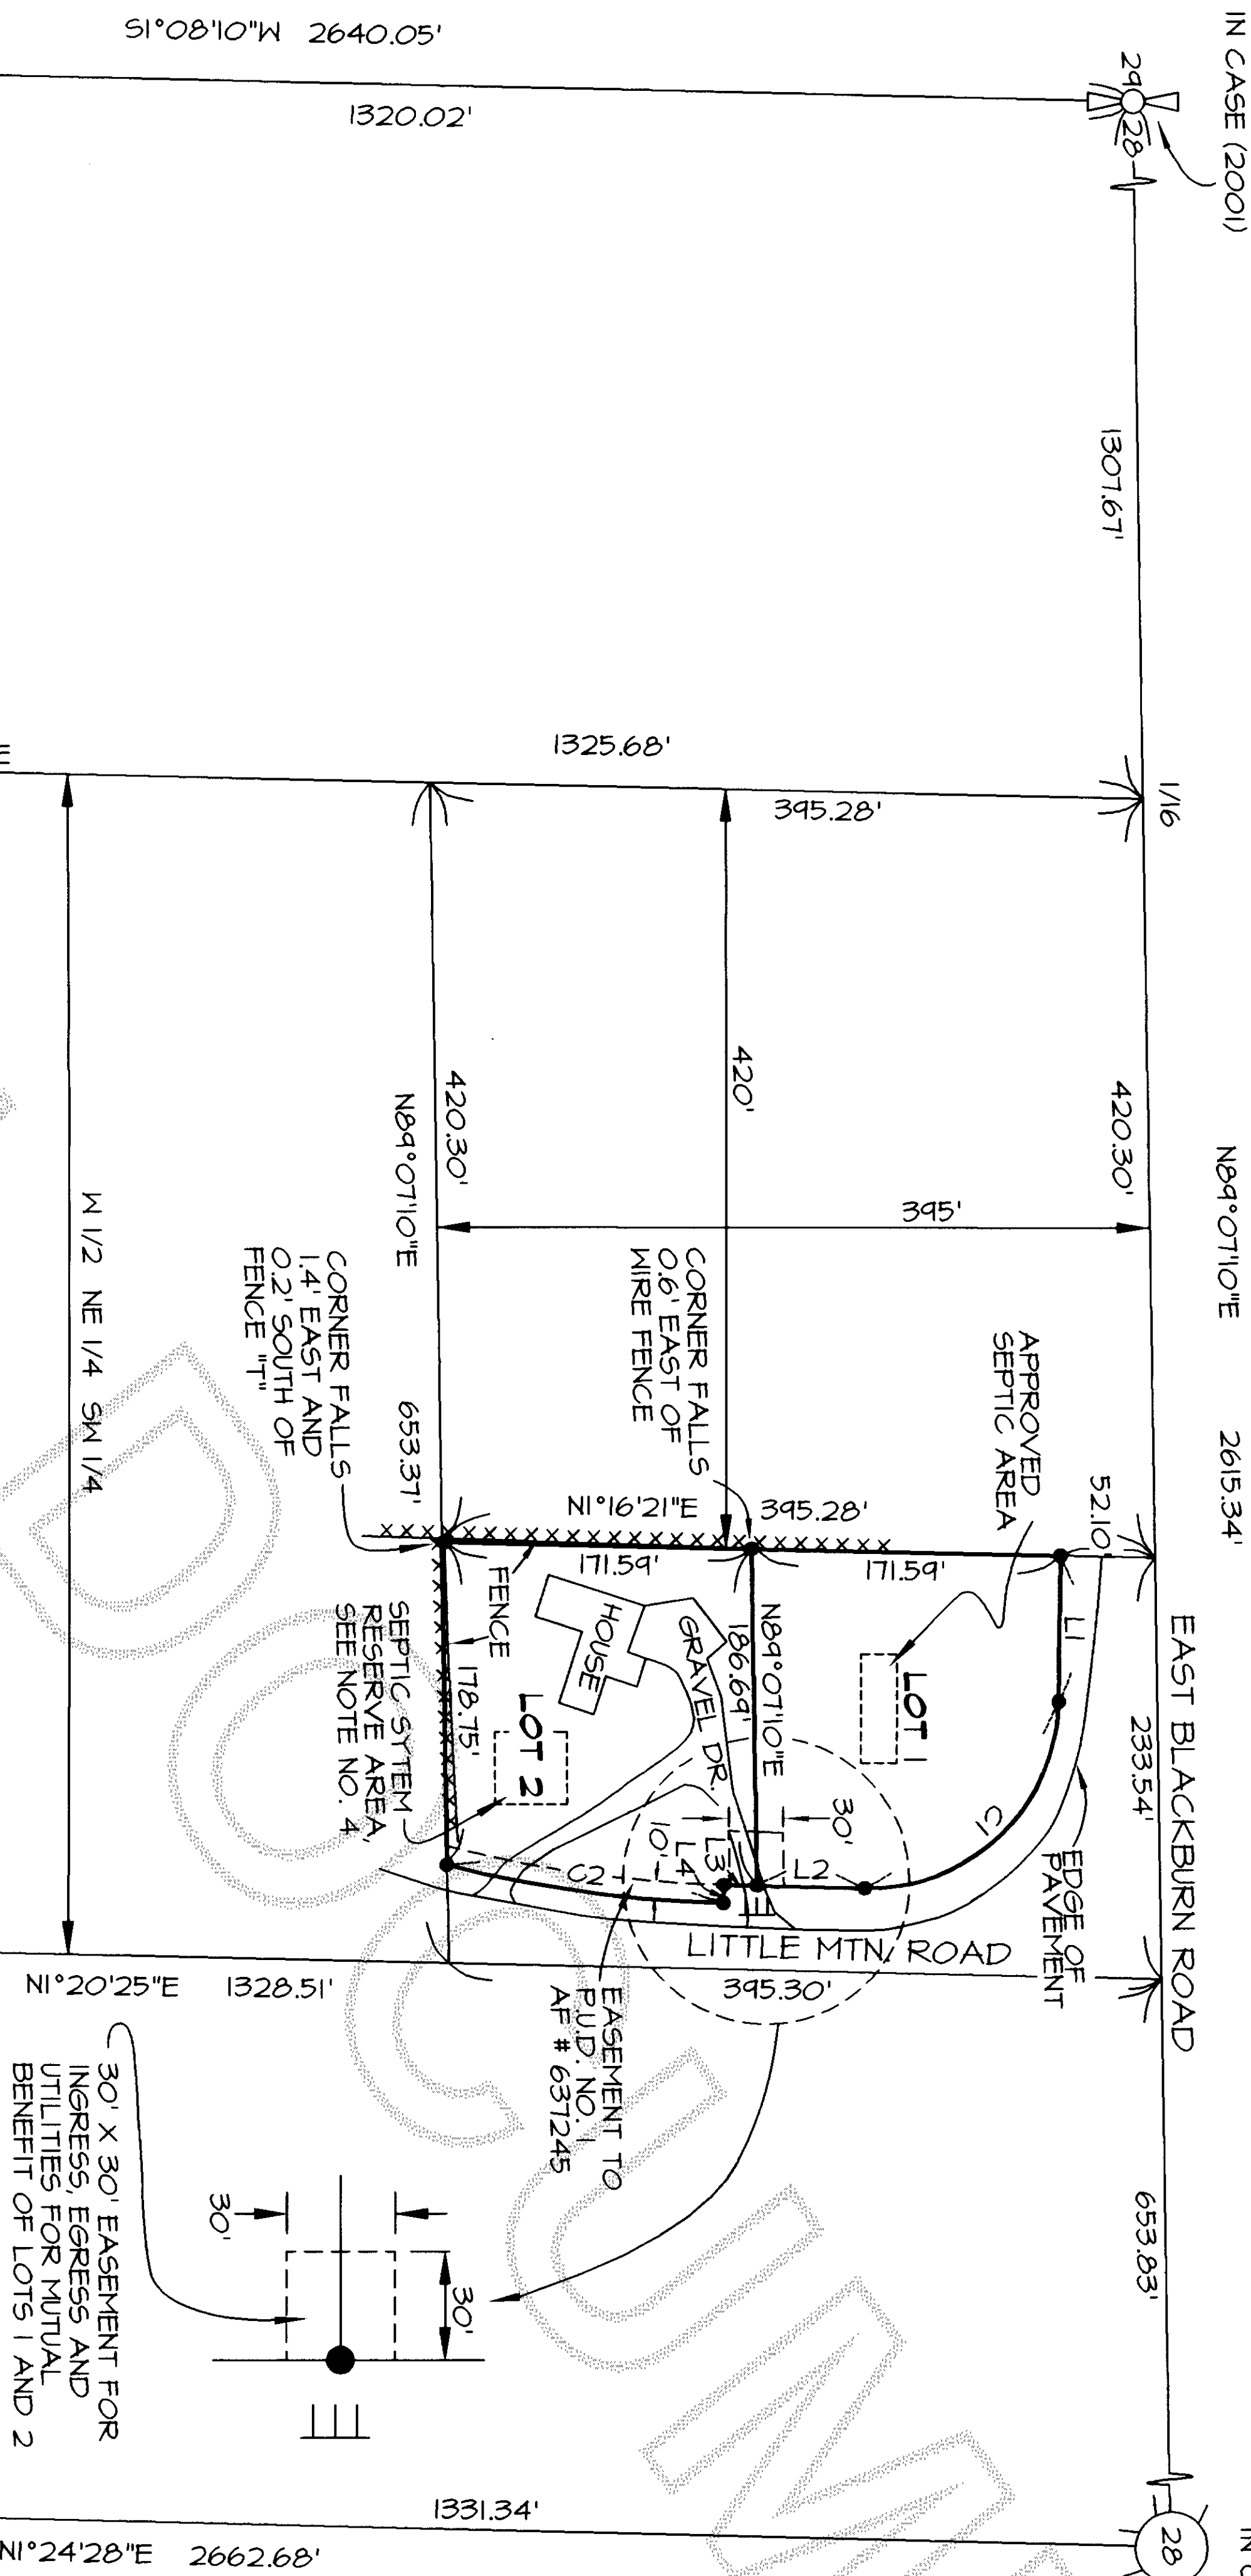 IN CASE (2001)
29
28
S1°08'10"W 2640.05'
1320.02'
1307.67'
1/16
1325.68'
395.28'
N89°07'10"E 2615.34'
420.30'
420'
395'
420.30'
N89°07'10"E 653.37'
W 1/2 NE 1/4 SW 1/4
CORNER FALLS
1.4' EAST AND
0.2' SOUTH OF
FENCE "T"
CORNER FALLS
0.6' EAST OF
WIRE FENCE
APPROVED
SEPTIC AREA
52.10'
N1°16'21"E 395.28'
171.59'
171.59'
L1
FENCE
HOUSE
GRAVEL DR.
N89°07'10"E
186.69'
LOT 1
LOT 2
178.75'
SEPTIC SYTEM
RESERVE AREA,
SEE NOTE NO. 4
C1
30'
L2
L3
L4
10'
C2
EDGE OF
PAVEMENT
EAST BLACKBURN ROAD
233.54'
LITTLE MTN. ROAD
395.30'
N1°20'25"E 1328.51'
EASEMENT TO
P.U.D. NO. 1
AF # 637245
653.83'
30'
30'
30' X 30' EASEMENT FOR
INGRESS, EGRESS AND
UTILITIES FOR MUTUAL
BENEFIT OF LOTS 1 AND 2
1331.34'
N1°24'28"E 2662.68'
28